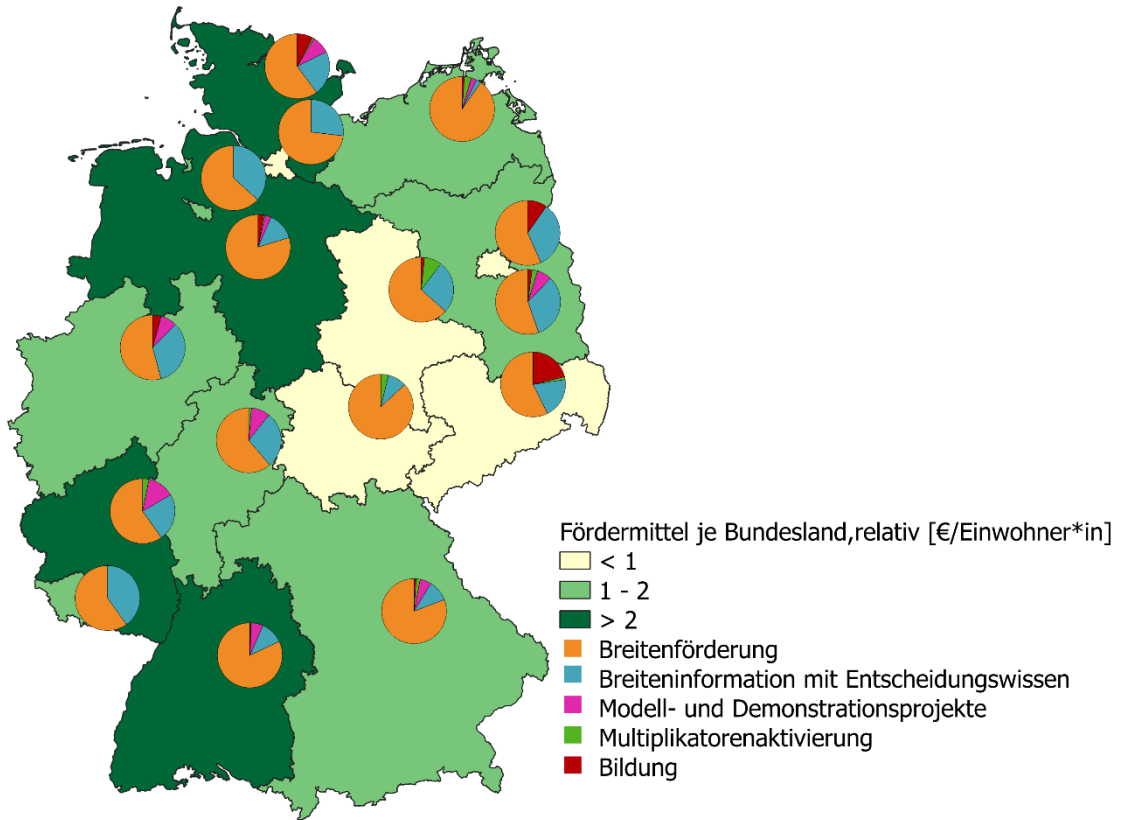 Fördermittel je Bundesland,relativ [€/Einwohner*in]
< 1
1 - 2
> 2
Breitenförderung
Breiteninformation mit Entscheidungswissen
Modell- und Demonstrationsprojekte
Multiplikatorenaktivierung
Bildung